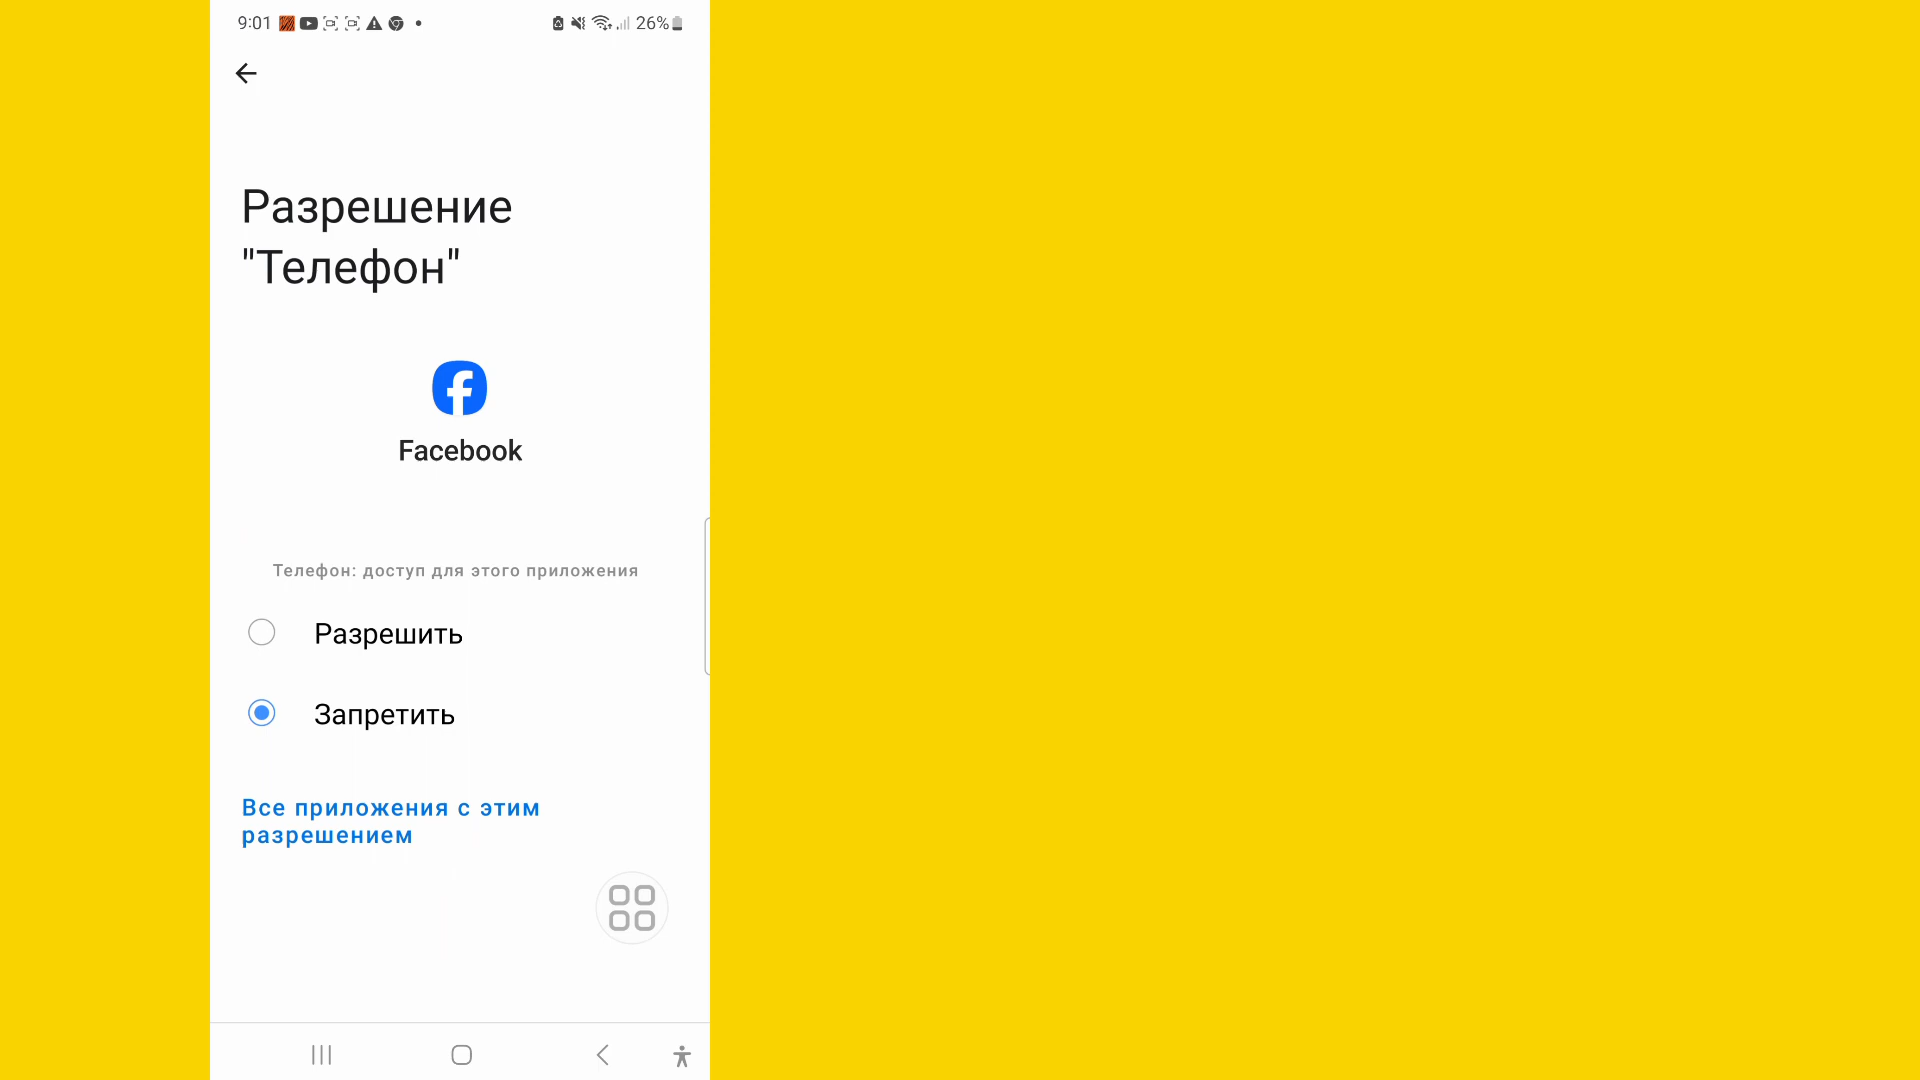 9:01
26%
Разрешение
"Телефон"
Facebook
Телефон: доступ для этого приложения
Разрешить
Запретить
Все приложения с этим
разрешением